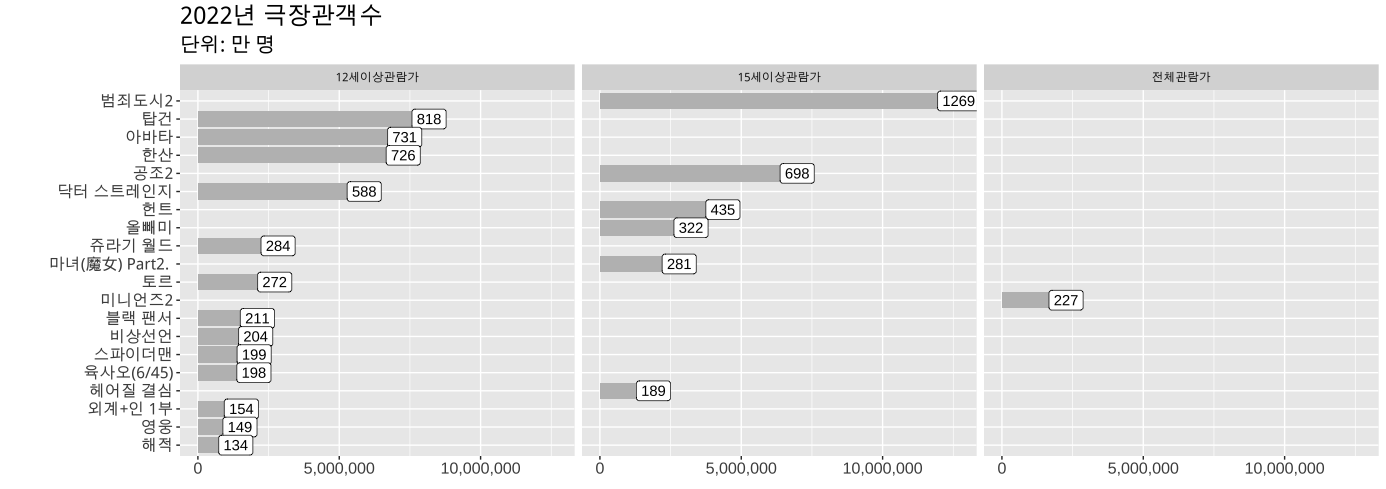 2022년 극장관객수
단위: 만 명
12세이상관람가
15세이상관람가
전체관람가
범죄도시2 1269
탑건 818
아바타 731
한산 726
공조2 698
닥터 스트레인지 588
헌트 435
올빼미 322
쥬라기 월드 284
마녀(魔女) Part2. 281
토르 272
미니언즈2 227
블랙 팬서 211
비상선언 204
스파이더맨 199
육사오(6/45) 198
헤어질 결심 189
외계+인 1부 154
영웅 149
해적 134
0 5,000,000 10,000,000 0 5,000,000 10,000,000 0 5,000,000 10,000,000